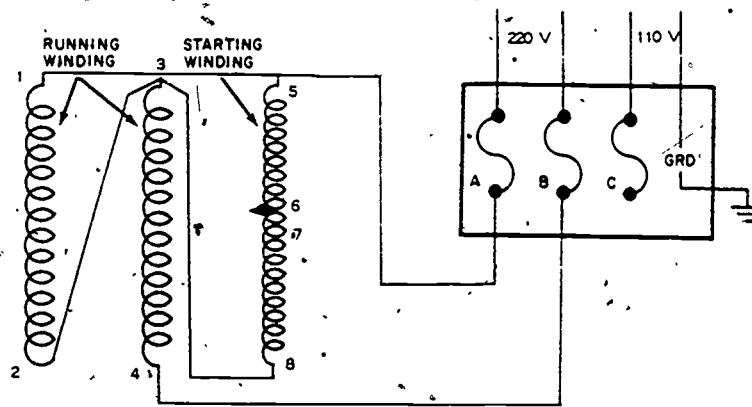 RUNNING
WINDING
STARTING
WINDING
220 V
110 V
1
3
5
A
B
C
GRD
6
7
2
4
8